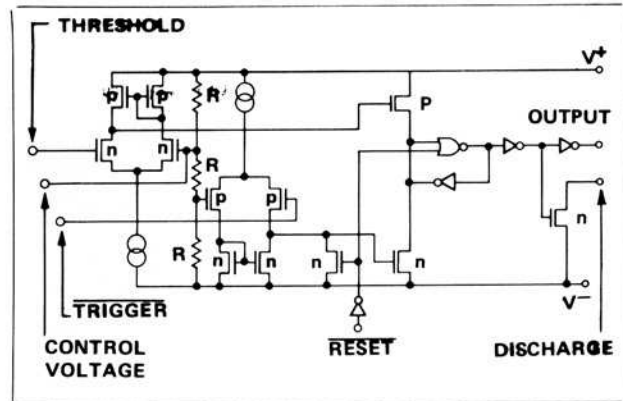 THRESHOLD
V+
p p R
P
OUTPUT
n n
R
p p
R
n n n n
n
TRIGGER
V−
CONTROL
VOLTAGE
RESET
DISCHARGE